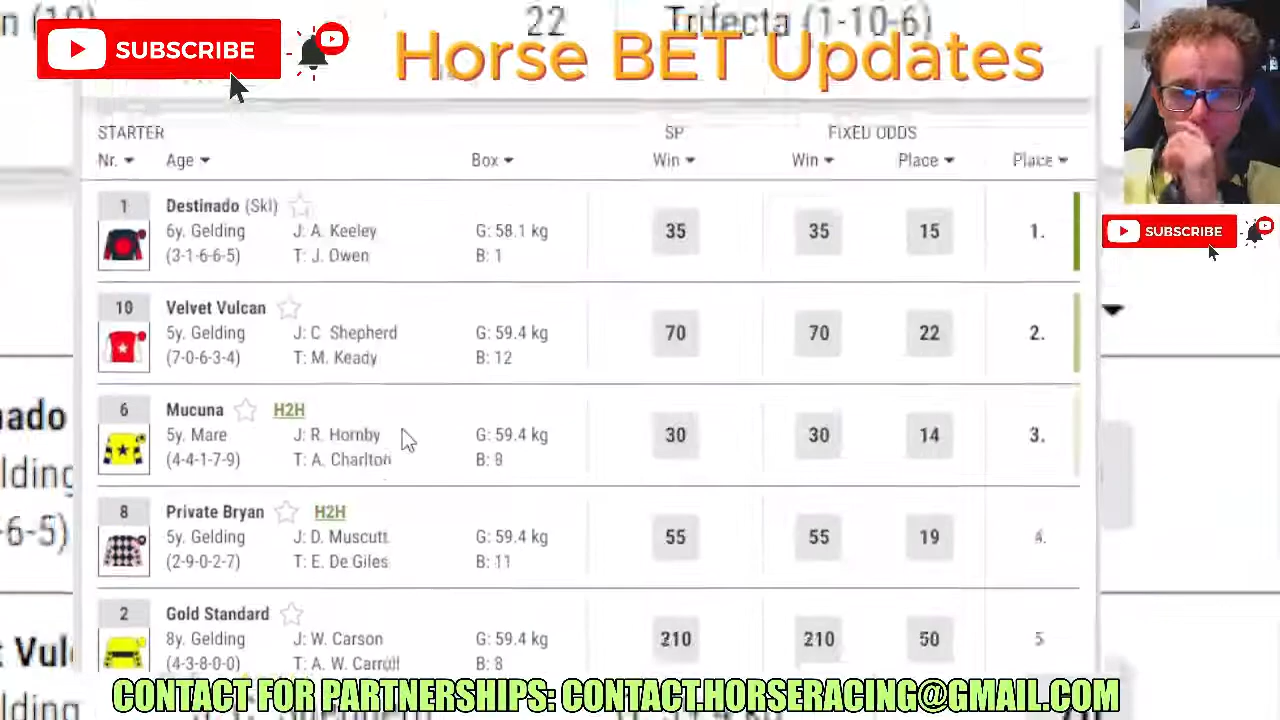 22
Trifecta (1-10-6)
SUBSCRIBE
Horse BET Updates
STARTER
SP
FIXED ODDS
Nr.
Age
Box
Win
Win
Place
Place
1
Destinado (Skl)
6y. Gelding
J: A. Keeley
G: 58.1 kg
(3-1-6-6-5)
T: J. Owen
B: 1
35
35
15
1.
SUBSCRIBE
10
Velvet Vulcan
5y. Gelding
J: C Shepherd
G: 59.4 kg
(7-0-6-3-4)
T: M. Keady
B: 12
70
70
22
2.
6
Mucuna
H2H
5y. Mare
J: R. Hornby
G: 59.4 kg
(4-4-1-7-9)
T: A. Charlton
B: 8
30
30
14
3.
8
Private Bryan
H2H
5y. Gelding
J: D. Muscutt
G: 59.4 kg
(2-9-0-2-7)
T: E. De Giles
B: 11
55
55
19
4.
2
Gold Standard
8y. Gelding
J: W. Carson
G: 59.4 kg
(4-3-8-0-0)
T: A. W. Carroll
B: 8
210
210
50
5
CONTACT FOR PARTNERSHIPS: CONTACT.HORSERACING@GMAIL.COM